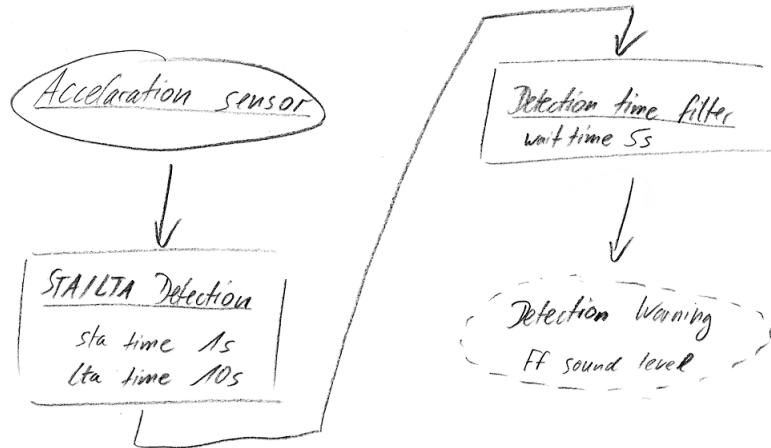 Accelaration sensor
STA/LTA Detection
sta time 1s
lta time 10s
Detection time filter
wait time 5s
Detection Warning
Ff sound level